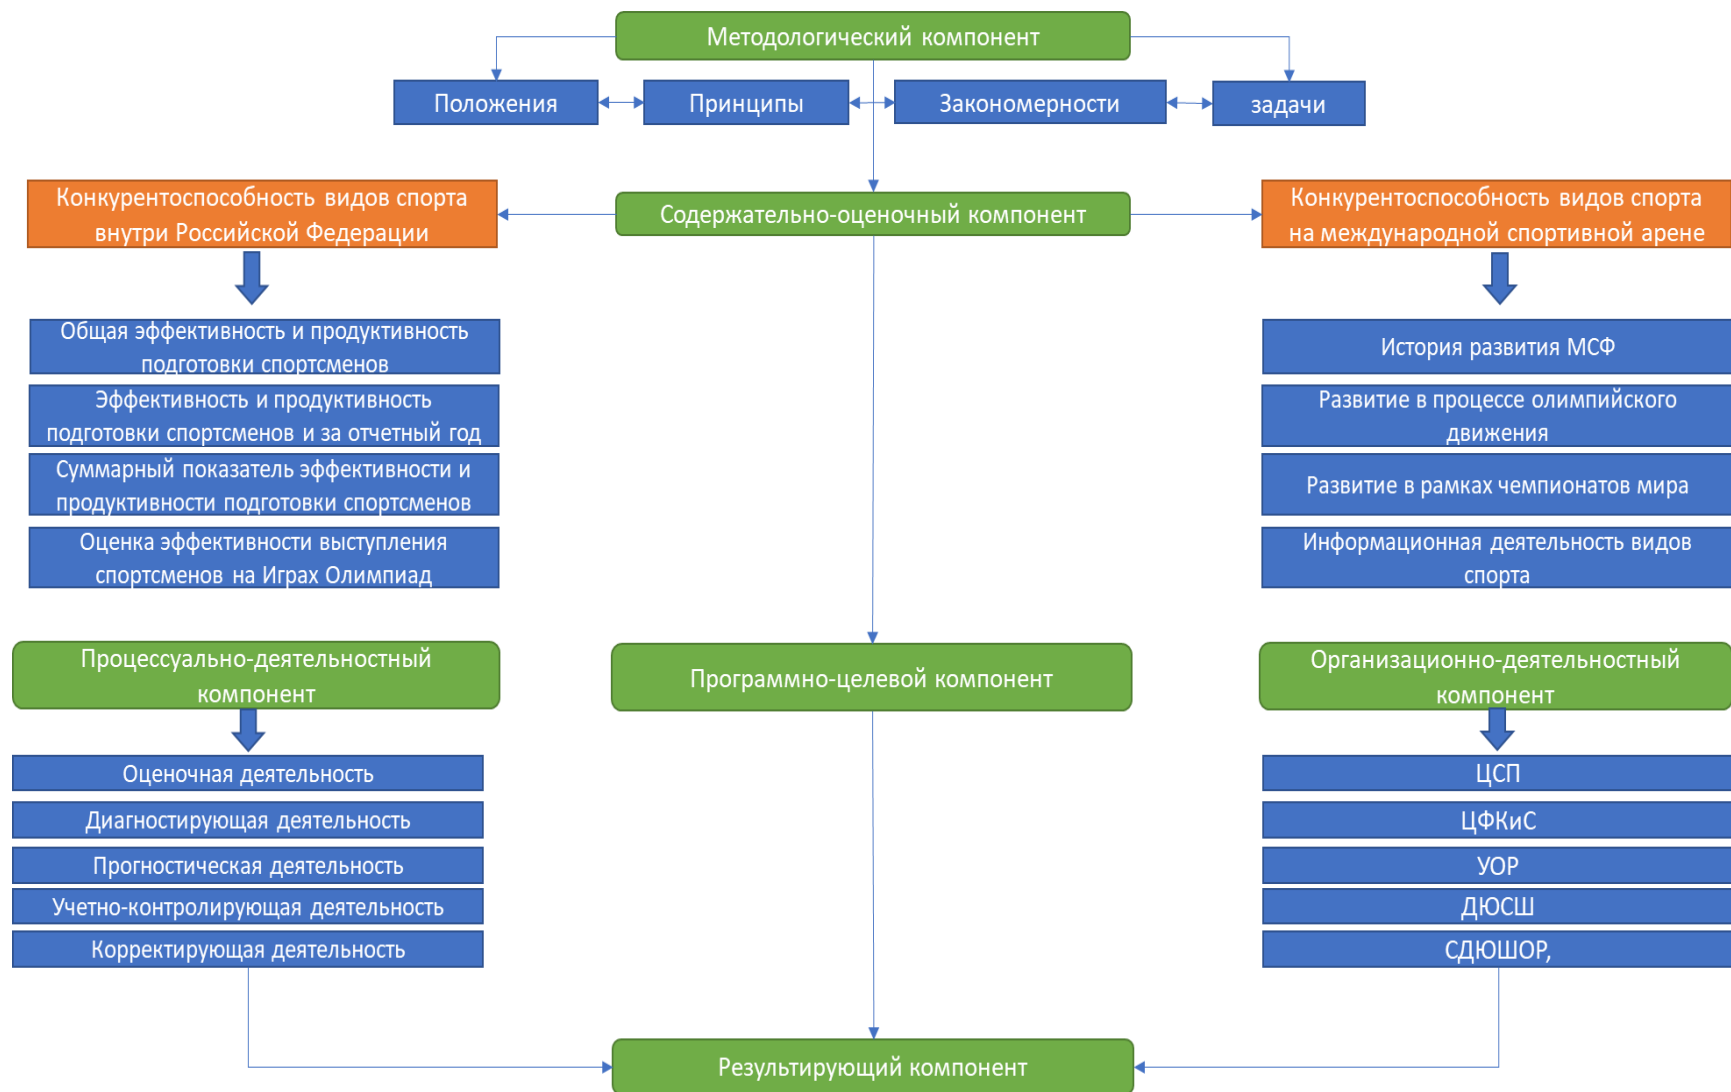 Методологический компонент
Положения
Принципы
Закономерности
задачи
Конкурентоспособность видов спорта
внутри Российской Федерации
Содержательно-оценочный компонент
Конкурентоспособность видов спорта
на международной спортивной арене
Общая эффективность и продуктивность
подготовки спортсменов
Эффективность и продуктивность
подготовки спортсменов и за отчетный год
Суммарный показатель эффективности и
продуктивности подготовки спортсменов
Оценка эффективности выступления
спортсменов на Играх Олимпиад
История развития МСФ
Развитие в процессе олимпийского
движения
Развитие в рамках чемпионатов мира
Информационная деятельность видов
спорта
Процессуально-деятельностный
компонент
Программно-целевой компонент
Организационно-деятельностный
компонент
Оценочная деятельность
Диагностирующая деятельность
Прогностическая деятельность
Учетно-контролирующая деятельность
Корректирующая деятельность
ЦСП
ЦФКиС
УОР
ДЮСШ
СДЮШОР,
Результирующий компонент